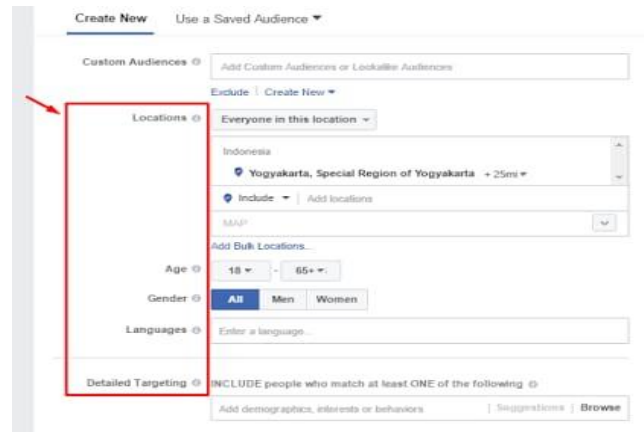 Create New Use a Saved Audience
Custom Audiences Add Custom Audiences or Lookalike Audiences
Exclude | Create New
Locations Everyone in this location
Indonesia
Yogyakarta, Special Region of Yogyakarta + 25mi
Include | Add locations
MAP
Add Bulk Locations...
Age 18 - 65+
Gender All Men Women
Languages Enter a language...
Detailed Targeting INCLUDE people who match at least ONE of the following
Add demographics, interests or behaviors | Suggestions | Browse